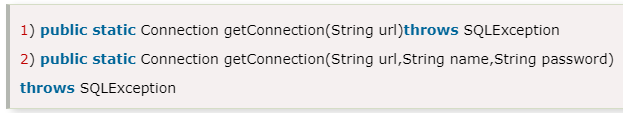 1) public static Connection getConnection(String url)throws SQLException
2) public static Connection getConnection(String url,String name,String password)
throws SQLException